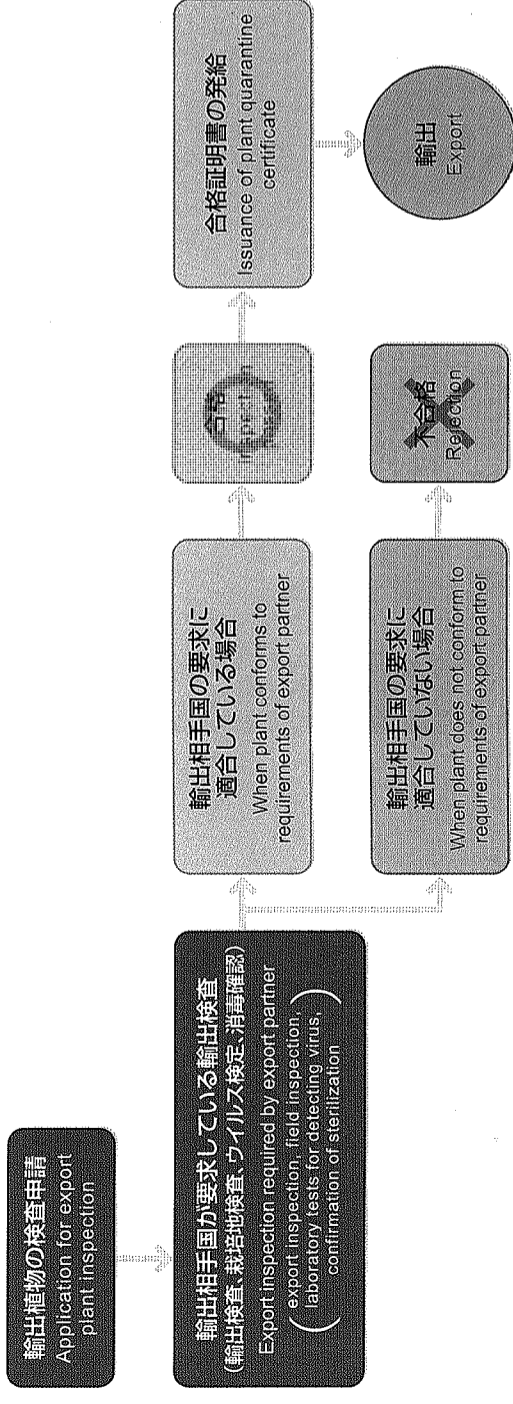 輸出植物の検査申請
Application for export
plant inspection
輸出相手国が要求している輸出検査
(輸出検査、栽培地検査、ウイルス検定、消毒確認)
Export inspection required by export partner
(export inspection, field inspection,
laboratory tests for detecting virus,
confirmation of sterilization)
輸出相手国の要求に
適合している場合
When plant conforms to
requirements of export partner
合格
Inspection
passed
合格証明書の発給
Issuance of plant quarantine
certificate
輸出
Export
輸出相手国の要求に
適合していない場合
When plant does not conform to
requirements of export partner
不合格
Rejection